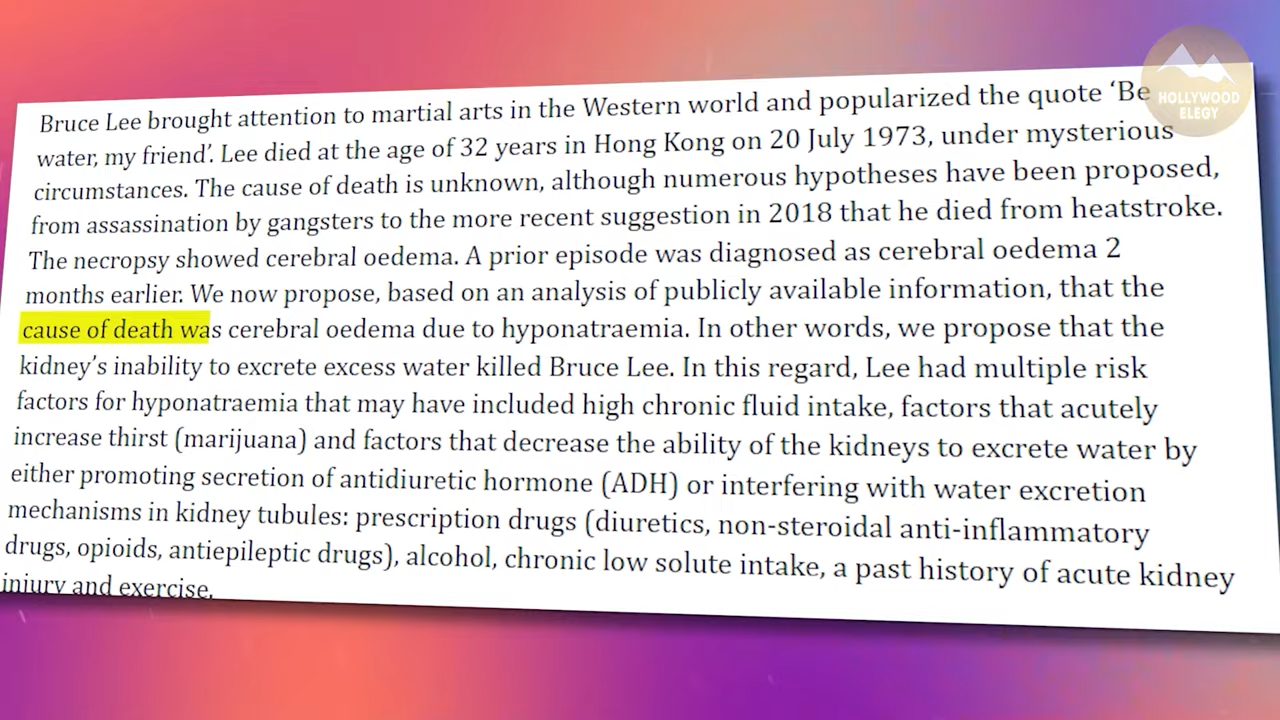 Bruce Lee brought attention to martial arts in the Western world and popularized the quote ‘Be
water, my friend’. Lee died at the age of 32 years in Hong Kong on 20 July 1973, under mysterious
circumstances. The cause of death is unknown, although numerous hypotheses have been proposed,
from assassination by gangsters to the more recent suggestion in 2018 that he died from heatstroke.
The necropsy showed cerebral oedema. A prior episode was diagnosed as cerebral oedema 2
months earlier. We now propose, based on an analysis of publicly available information, that the
cause of death was cerebral oedema due to hyponatraemia. In other words, we propose that the
kidney’s inability to excrete excess water killed Bruce Lee. In this regard, Lee had multiple risk
factors for hyponatraemia that may have included high chronic fluid intake, factors that acutely
increase thirst (marijuana) and factors that decrease the ability of the kidneys to excrete water by
either promoting secretion of antidiuretic hormone (ADH) or interfering with water excretion
mechanisms in kidney tubules: prescription drugs (diuretics, non-steroidal anti-inflammatory
drugs, opioids, antiepileptic drugs), alcohol, chronic low solute intake, a past history of acute kidney
injury and exercise.
HOLLYWOOD
ELEGY